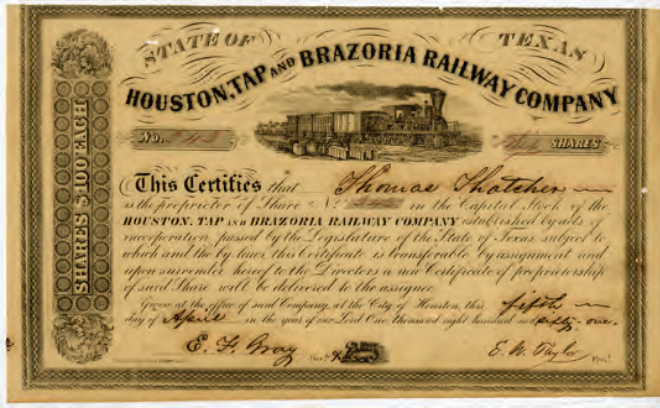 STATE OF TEXAS
HOUSTON, TAP AND BRAZORIA RAILWAY COMPANY
No. SHARES
SHARES $100 EACH
This Certifies that Thomas Thatcher
is the proprietor of Share No. in the Capital Stock of the
HOUSTON, TAP AND BRAZORIA RAILWAY COMPANY established by acts of
incorporation passed by the Legislature of the State of Texas subject to
which and the by laws this Certificate is transferable by assignment and
upon surrender hereof to the Directors a new Certificate of proprietorship
of said Share will be delivered to the assignee.
Given at the office of said Company, at the City of Houston, this fifth
day of April in the year of our Lord One thousand eight hundred and fifty-one.
E. F. Gray E. W. Taylor